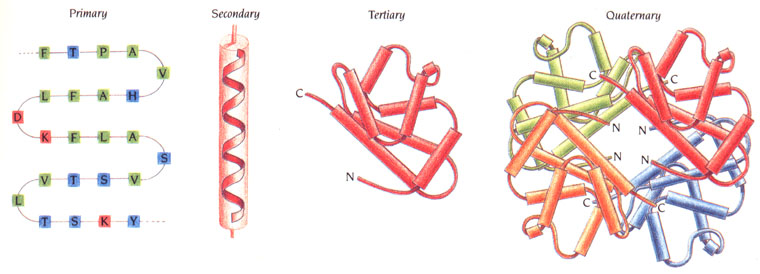 Primary
Secondary
Tertiary
Quaternary
F T P A
V
L F A H
D
K F L A
S
V T S V
L
T S K Y
C
N
C
C
N
N
N
N
C
C